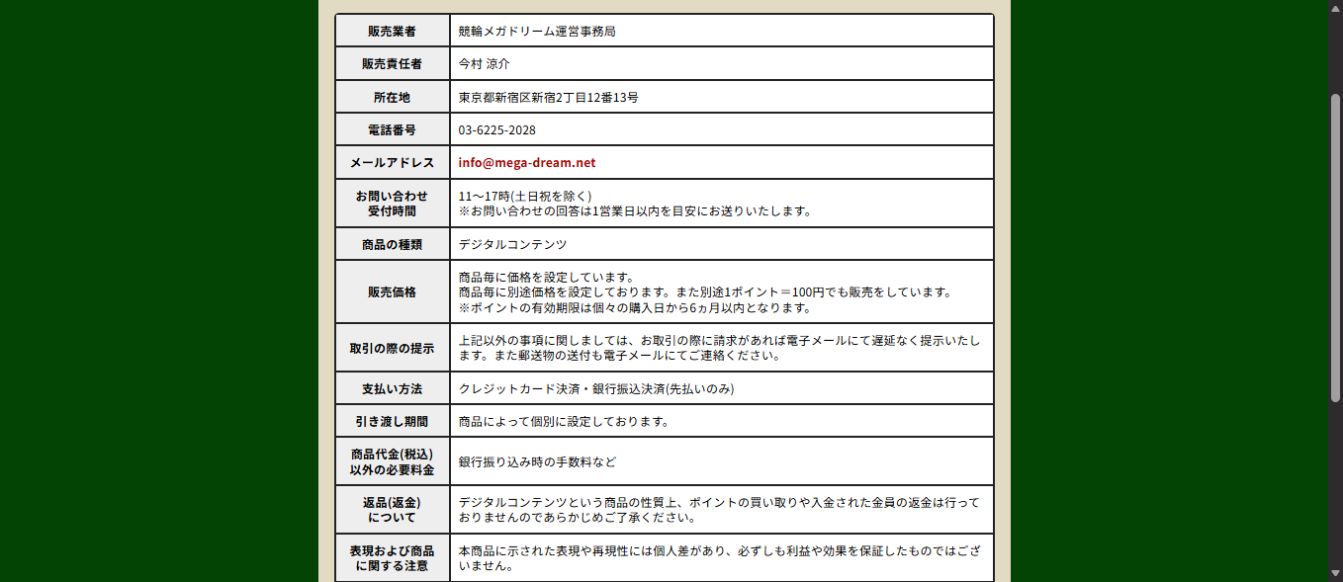 販売業者
競輪メガドリーム運営事務局
販売責任者
今村 涼介
所在地
東京都新宿区新宿2丁目12番13号
電話番号
03-6225-2028
メールアドレス
info@mega-dream.net
お問い合わせ
受付時間
11〜17時(土日祝を除く)
※お問い合わせの回答は1営業日以内を目安にお送りいたします。
商品の種類
デジタルコンテンツ
販売価格
商品毎に価格を設定しています。
商品毎に別途価格を設定しております。また別途1ポイント＝100円でも販売をしています。
※ポイントの有効期限は個々の購入日から6ヵ月以内となります。
取引の際の提示
上記以外の事項に関しましては、お取引の際に請求があれば電子メールにて遅延なく提示いたし
ます。また郵送物の送付も電子メールにてご連絡ください。
支払い方法
クレジットカード決済・銀行振込決済(先払いのみ)
引き渡し期間
商品によって個別に設定しております。
商品代金(税込)
以外の必要料金
銀行振り込み時の手数料など
返品(返金)
について
デジタルコンテンツという商品の性質上、ポイントの買い取りや入金された金員の返金は行って
おりませんのであらかじめご了承ください。
表現および商品
に関する注意
本商品に示された表現や再現性には個人差があり、必ずしも利益や効果を保証したものではござ
いません。